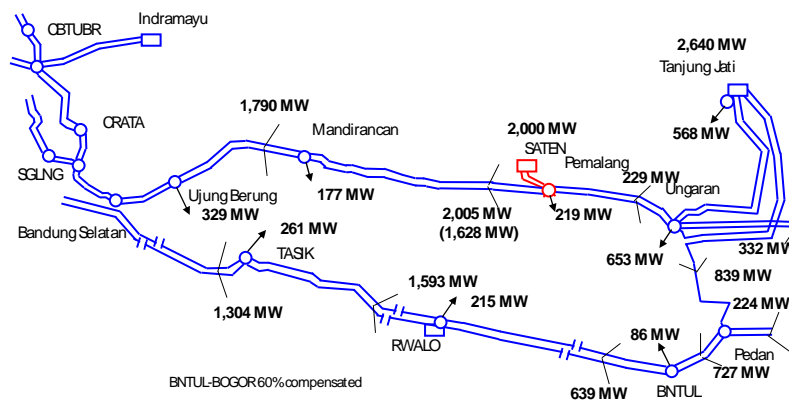 Indramayu
CBTUBR
2,640 MW
Tanjung Jati
1,790 MW
CRATA
Mandirancan
2,000 MW
SATEN
568 MW
Pemalang
SGLNG
229 MW
Ungaran
177 MW
Ujung Berung
329 MW
2,005 MW
(1,628 MW)
219 MW
261 MW
Bandung Selatan
TASIK
653 MW
332 MW
839 MW
1,593 MW
1,304 MW
215 MW
224 MW
RWALO
86 MW
Pedan
727 MW
BNTUL-BOGOR 60% compensated
639 MW
BNTUL